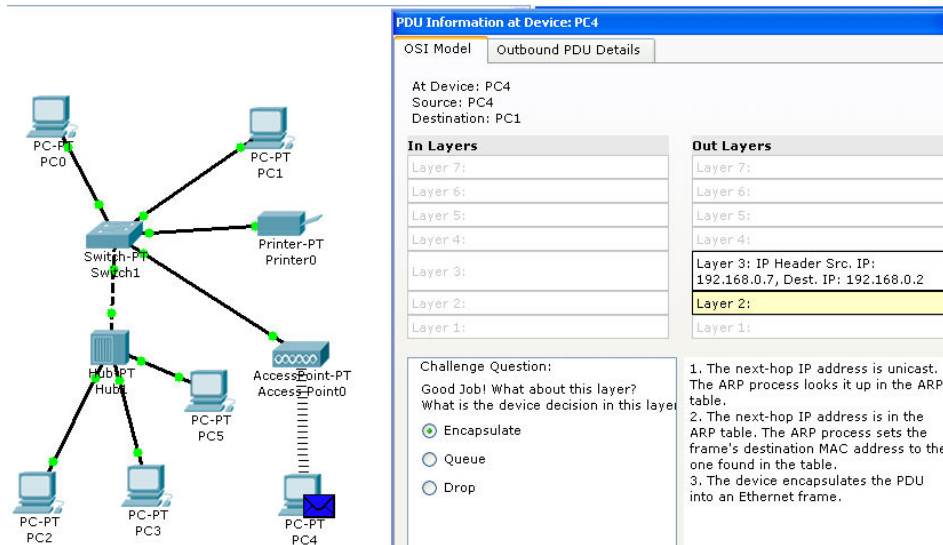 PDU Information at Device: PC4
OSI Model
Outbound PDU Details
At Device: PC4
Source: PC4
Destination: PC1
In Layers
Out Layers
Layer 7:
Layer 7:
Layer 6:
Layer 6:
Layer 5:
Layer 5:
Layer 4:
Layer 4:
Layer 3:
Layer 3: IP Header Src. IP:
192.168.0.7, Dest. IP: 192.168.0.2
Layer 2:
Layer 2:
Layer 1:
Layer 1:
Challenge Question:
Good Job! What about this layer?
What is the device decision in this layer
Encapsulate
Queue
Drop
1. The next-hop IP address is unicast.
The ARP process looks it up in the ARP
table.
2. The next-hop IP address is in the
ARP table. The ARP process sets the
frame's destination MAC address to the
one found in the table.
3. The device encapsulates the PDU
into an Ethernet frame.
PC-PT
PC0
PC-PT
PC1
Printer-PT
Printer0
Switch-PT
Switch1
Hub-PT
Hub1
AccessPoint-PT
Access Point0
PC-PT
PC5
PC-PT
PC2
PC-PT
PC3
PC-PT
PC4